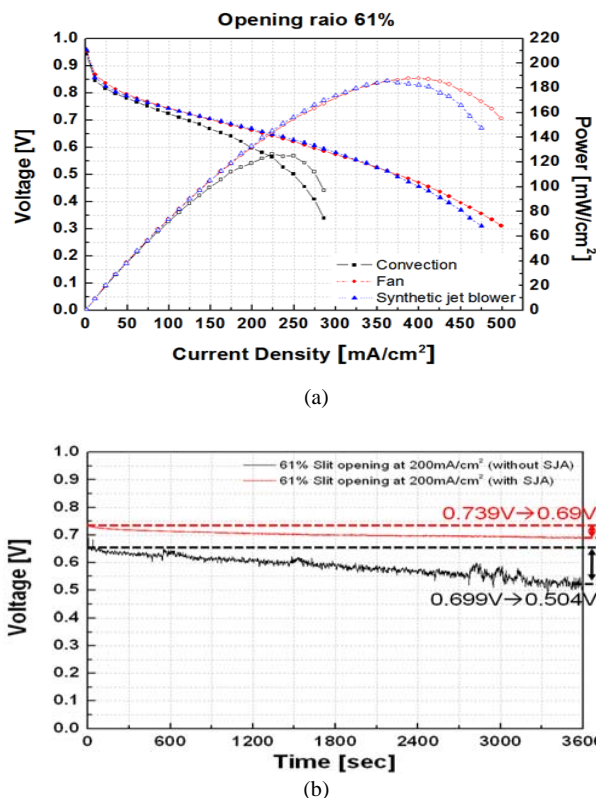 Opening raio 61%
1.0
0.9
0.8
0.7
0.6
0.5
0.4
0.3
0.2
0.1
0.0
Voltage [V]
220
200
180
160
140
120
100
80
60
40
20
0
Power [mW/cm²]
Convection
Fan
Synthetic jet blower
0 50 100 150 200 250 300 350 400 450 500
Current Density [mA/cm²]
(a)
1.0
0.9
0.8
0.7
0.6
0.5
0.4
0.3
0.2
0.1
0.0
Voltage [V]
61% Slit opening at 200mA/cm² (without SJA)
61% Slit opening at 200mA/cm² (with SJA)
0.739V→0.69V
0.699V→0.504V
0 600 1200 1800 2400 3000 3600
Time [sec]
(b)